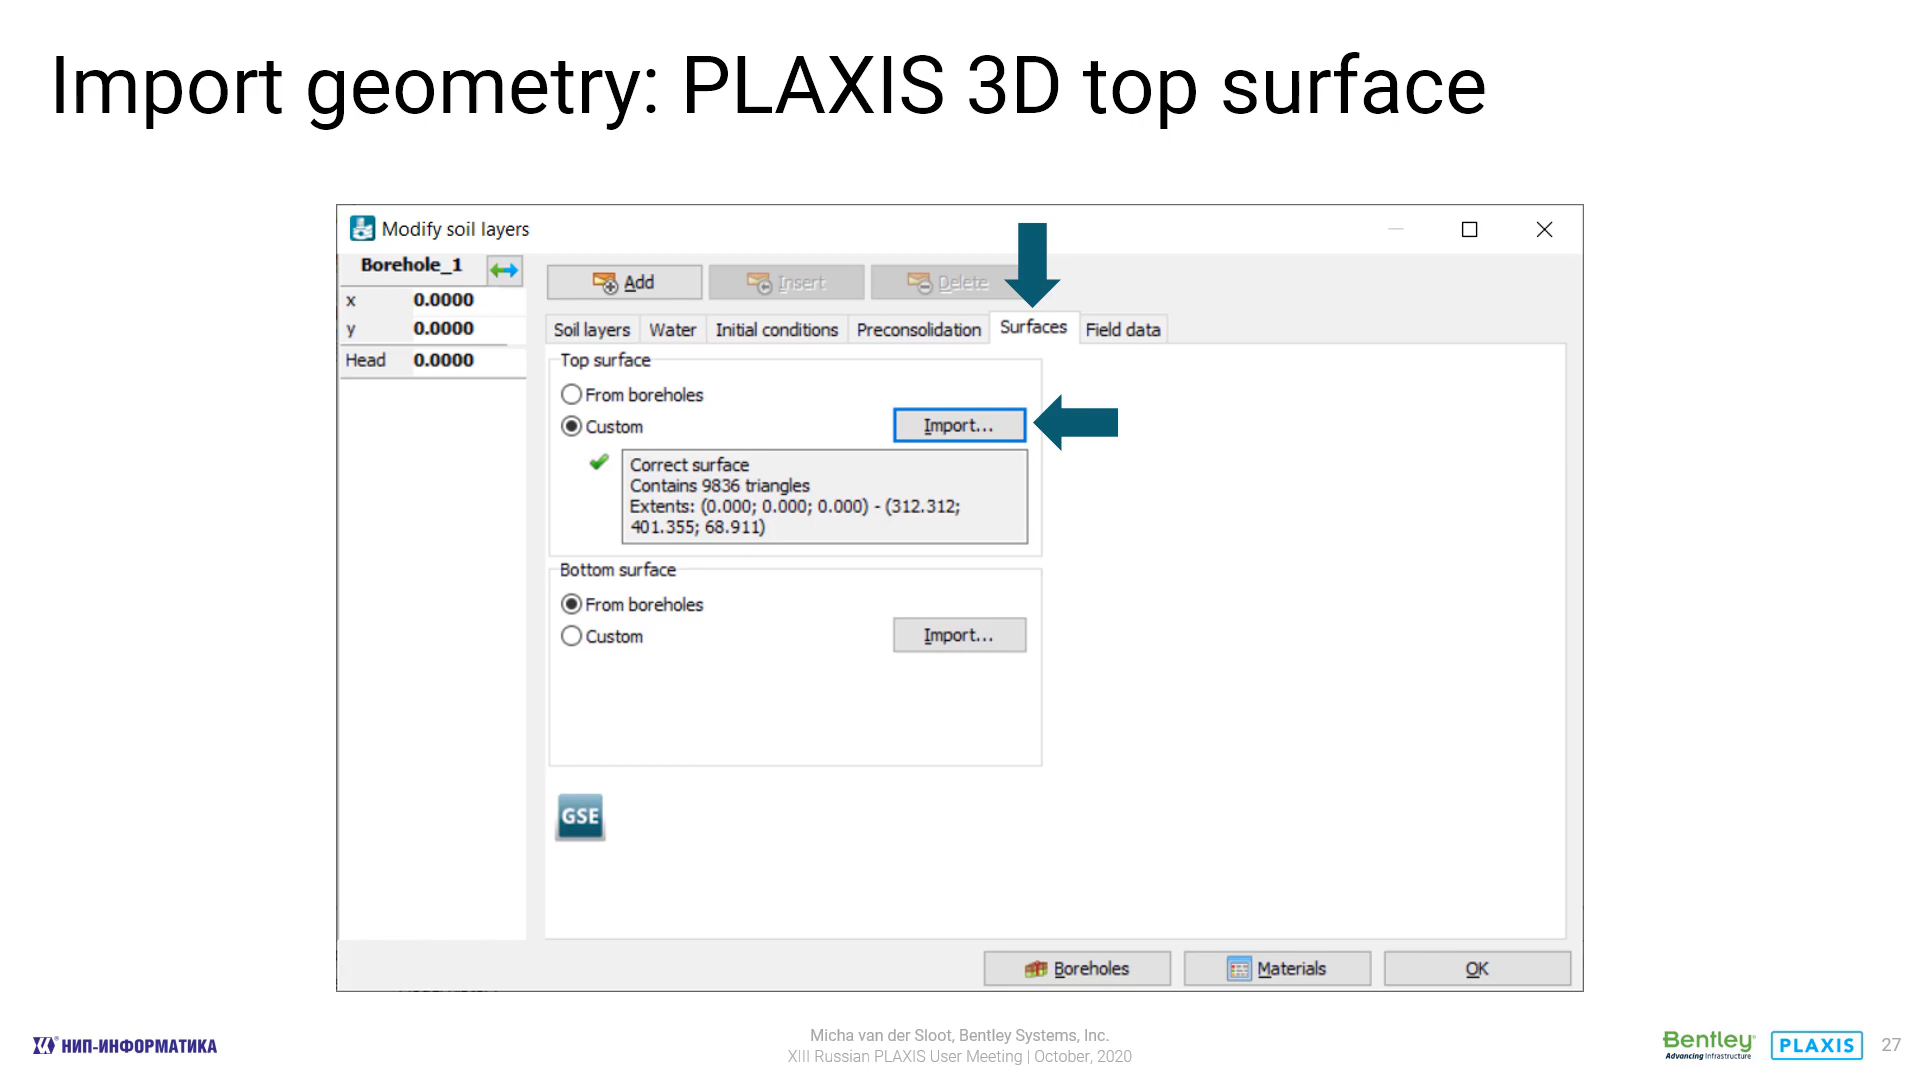 Import geometry: PLAXIS 3D top surface
Modify soil layers
Borehole_1
x 0.0000
y 0.0000
Head 0.0000
Add Insert Delete
Soil layers Water Initial conditions Preconsolidation Surfaces Field data
Top surface
From boreholes
Custom Import...
Correct surface
Contains 9836 triangles
Extents: (0.000; 0.000; 0.000) - (312.312;
401.355; 68.911)
Bottom surface
From boreholes
Custom Import...
GSE
Boreholes Materials OK
НИП-ИНФОРМАТИКА
Micha van der Sloot, Bentley Systems, Inc.
XIII Russian PLAXIS User Meeting | October, 2020
Bentley®
Advancing Infrastructure
PLAXIS
27